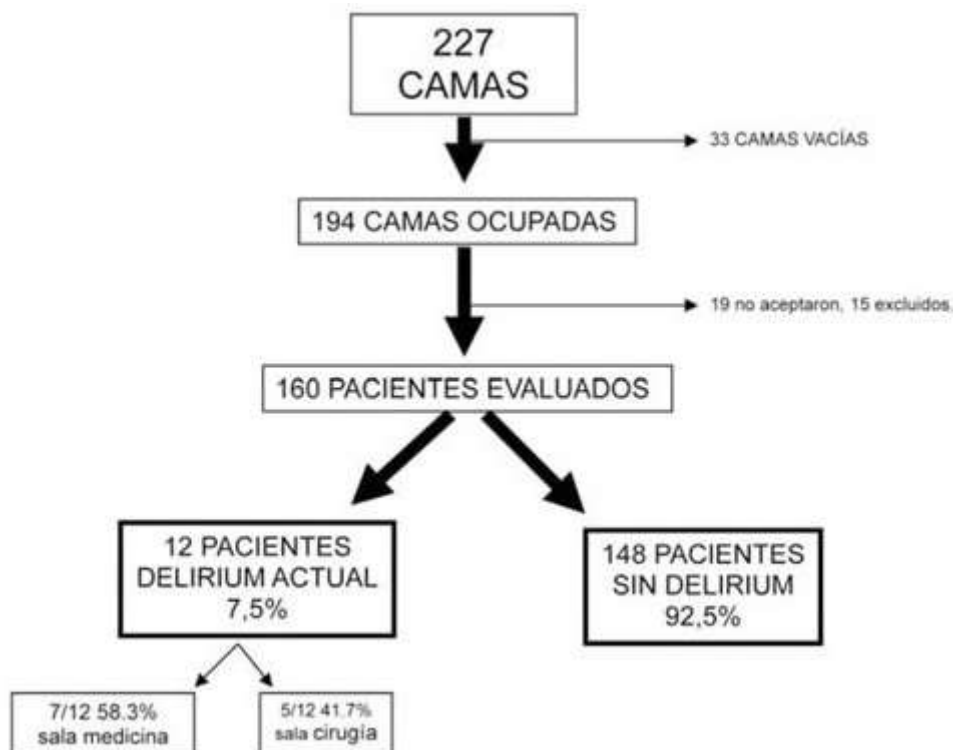 227
CAMAS
33 CAMAS VACÍAS
194 CAMAS OCUPADAS
19 no aceptaron, 15 excluidos,
160 PACIENTES EVALUADOS
12 PACIENTES
DELIRIUM ACTUAL
7,5%
148 PACIENTES
SIN DELIRIUM
92,5%
7/12 58.3%
sala medicina
5/12 41.7%
sala cirugía